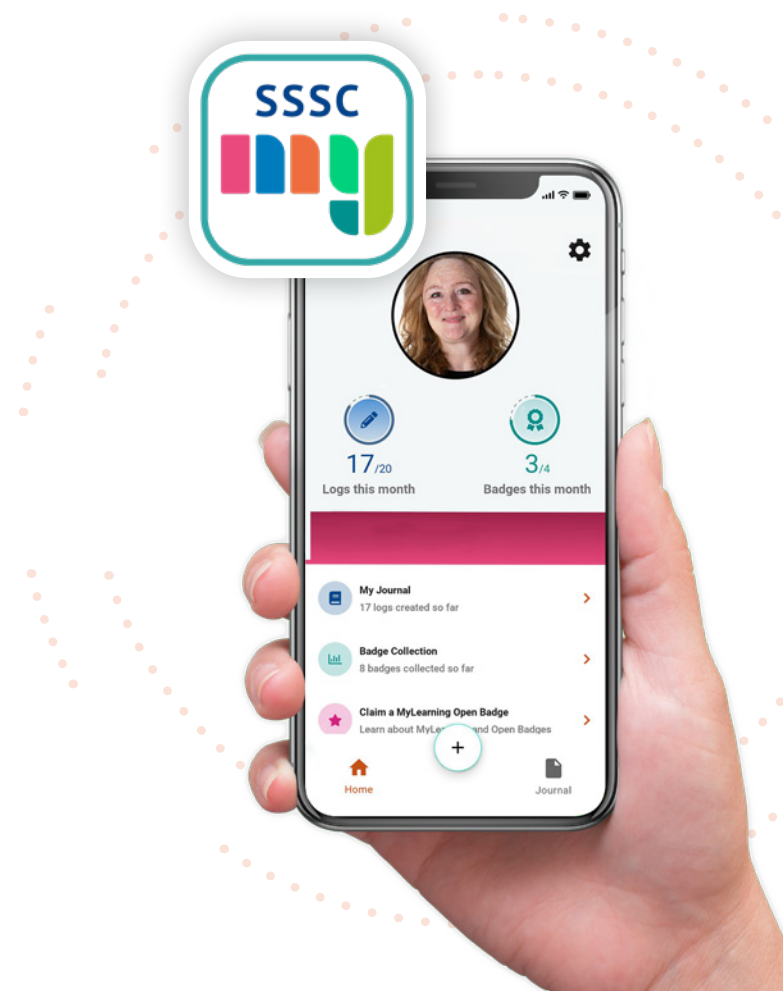 SSSC
my
17/20
Logs this month
3/4
Badges this month
My Journal
17 logs created so far
Badge Collection
8 badges collected so far
Claim a MyLearning Open Badge
Learn about and Open Badges
+
Home
Journal